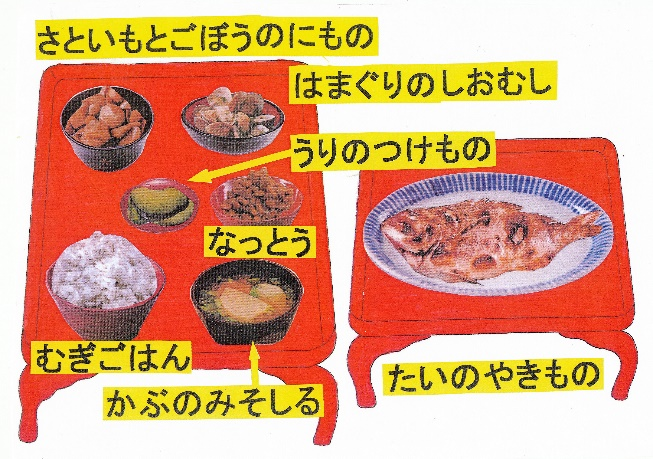 さといもとごぼうのにもの
はまぐりのしおむし
うりのつけもの
なっとう
むぎごはん
かぶのみそしる
たいのやきもの